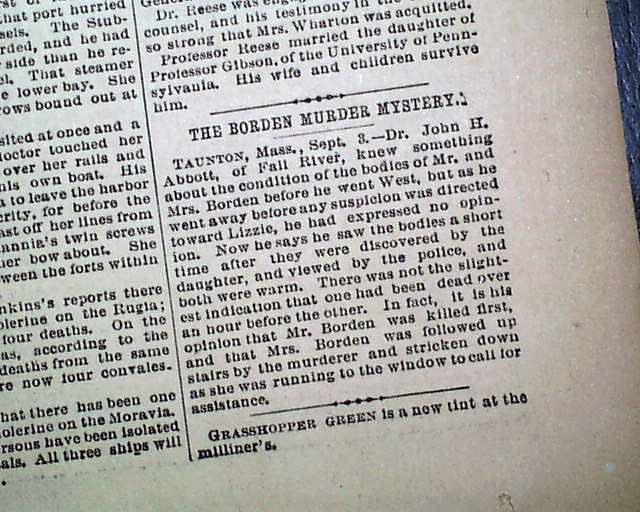 that port hurried
sels. The Stub-
rded, and he had
side than he re-
el. That steamer
e lower bay. She
rows bound out at
sited at once and a
doctor touched her
over her rails and
his own boat. His
to leave the harbor
crity, for before the
ast off her lines from
annia's twin screws
her bow about. She
ween the forts within
nkins's reports there
olerine on the Rugia;
four deaths. On the
as, according to the
deaths from the same
re now four convales-
hat there has been one
olerine on the Moravia.
rsons have been isolated
als. All three ships will
Dr. Reese was
counsel, and his testimony in the
so strong that Mrs. Wharton was acquitted.
Professor Reese married the daughter of
Professor Gibson, of the University of Penn-
sylvania. His wife and children survive
him.
THE BORDEN MURDER MYSTERY.
TAUNTON, Mass., Sept. 3.—Dr. John H.
Abbott, of Fall River, knew something
about the condition of the bodies of Mr. and
Mrs. Borden before he went West, but as he
went away before any suspicion was directed
toward Lizzie, he had expressed no opin-
ion. Now he says he saw the bodies a short
time after they were discovered by the
daughter, and viewed by the police, and
both were warm. There was not the slight-
est indication that one had been dead over
an hour before the other. In fact, it is his
opinion that Mr. Borden was killed first,
and that Mrs. Borden was followed up
stairs by the murderer and stricken down
as she was running to the window to call for
assistance.
GRASSHOPPER GREEN is a new tint at the
milliner's.